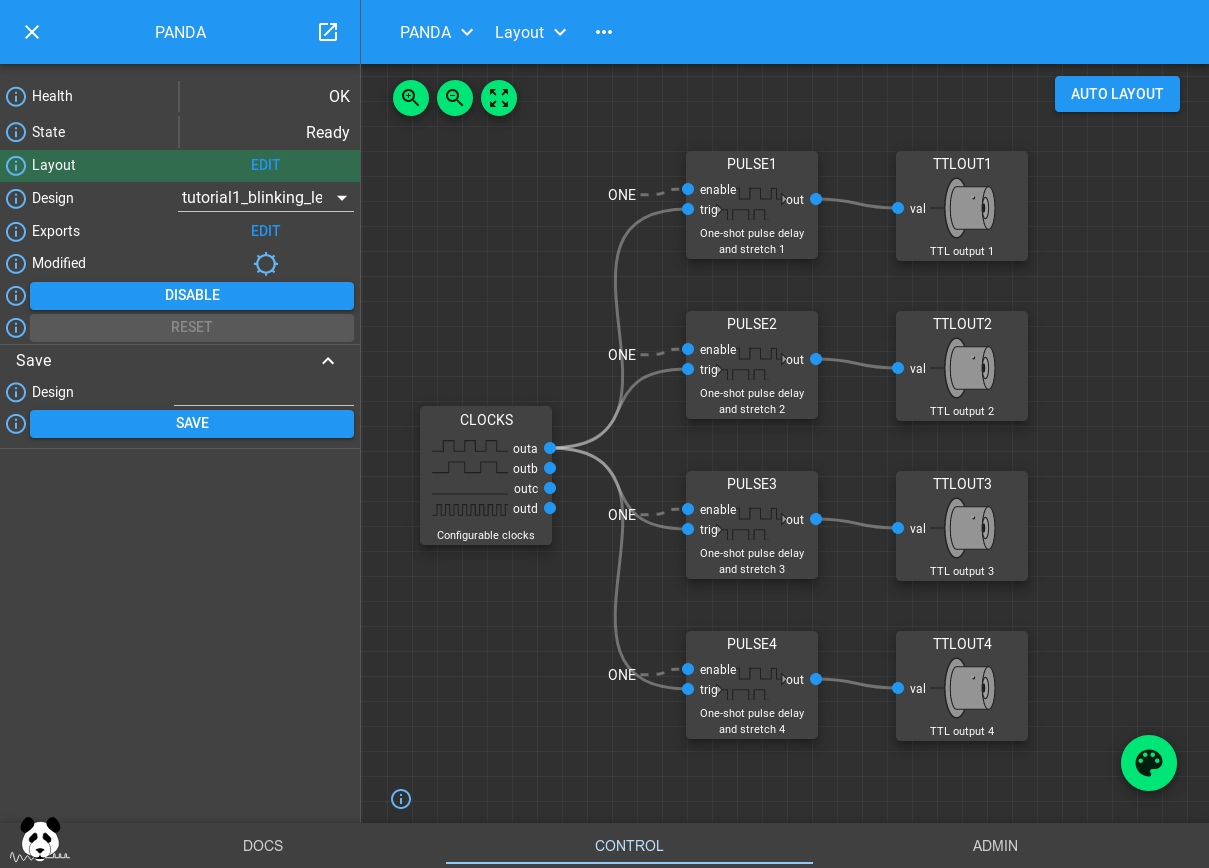 PANDA
PANDA
Layout
Health
OK
State
Ready
Layout
EDIT
Design
tutorial1_blinking_le
Exports
EDIT
Modified
DISABLE
RESET
Save
Design
SAVE
AUTO LAYOUT
CLOCKS
outa
outb
outc
outd
Configurable clocks
ONE
PULSE1
enable
trig
out
One-shot pulse delay
and stretch 1
TTLOUT1
val
TTL output 1
ONE
PULSE2
enable
trig
out
One-shot pulse delay
and stretch 2
TTLOUT2
val
TTL output 2
ONE
PULSE3
enable
trig
out
One-shot pulse delay
and stretch 3
TTLOUT3
val
TTL output 3
ONE
PULSE4
enable
trig
out
One-shot pulse delay
and stretch 4
TTLOUT4
val
TTL output 4
DOCS
CONTROL
ADMIN